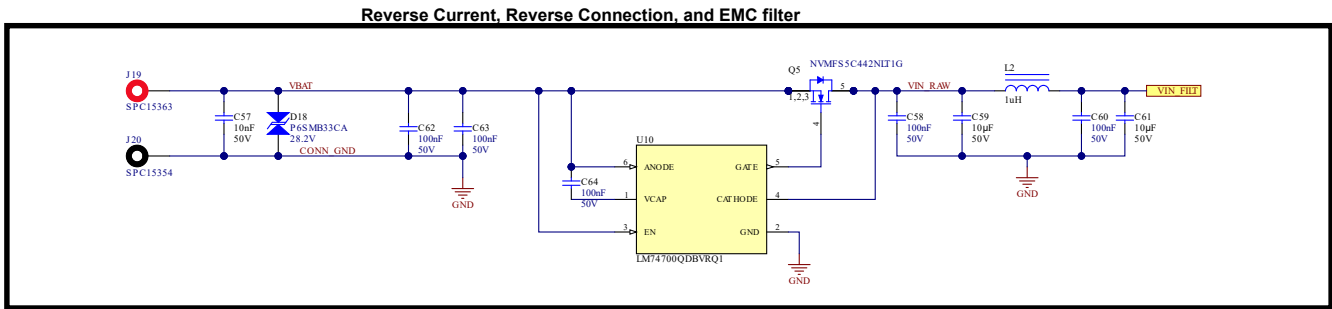 Reverse Current, Reverse Connection, and EMC filter
J19
SPC15363
J20
SPC15354
C57
10nF
50V
VBAT
D18
P6SMB33CA
28.2V
CONN_GND
C62
100nF
50V
C63
100nF
50V
GND
C64
100nF
50V
U10
6 ANODE
1 VCAP
3 EN
GATE 5
CATHODE 4
GND 2
LM74700QDBVRQ1
GND
Q5
NVMFS5C442NLT1G
1,2,3
5
4
VIN_RAW
C58
100nF
50V
C59
10µF
50V
L2
1uH
GND
C60
100nF
50V
C61
10µF
50V
VIN_FILT